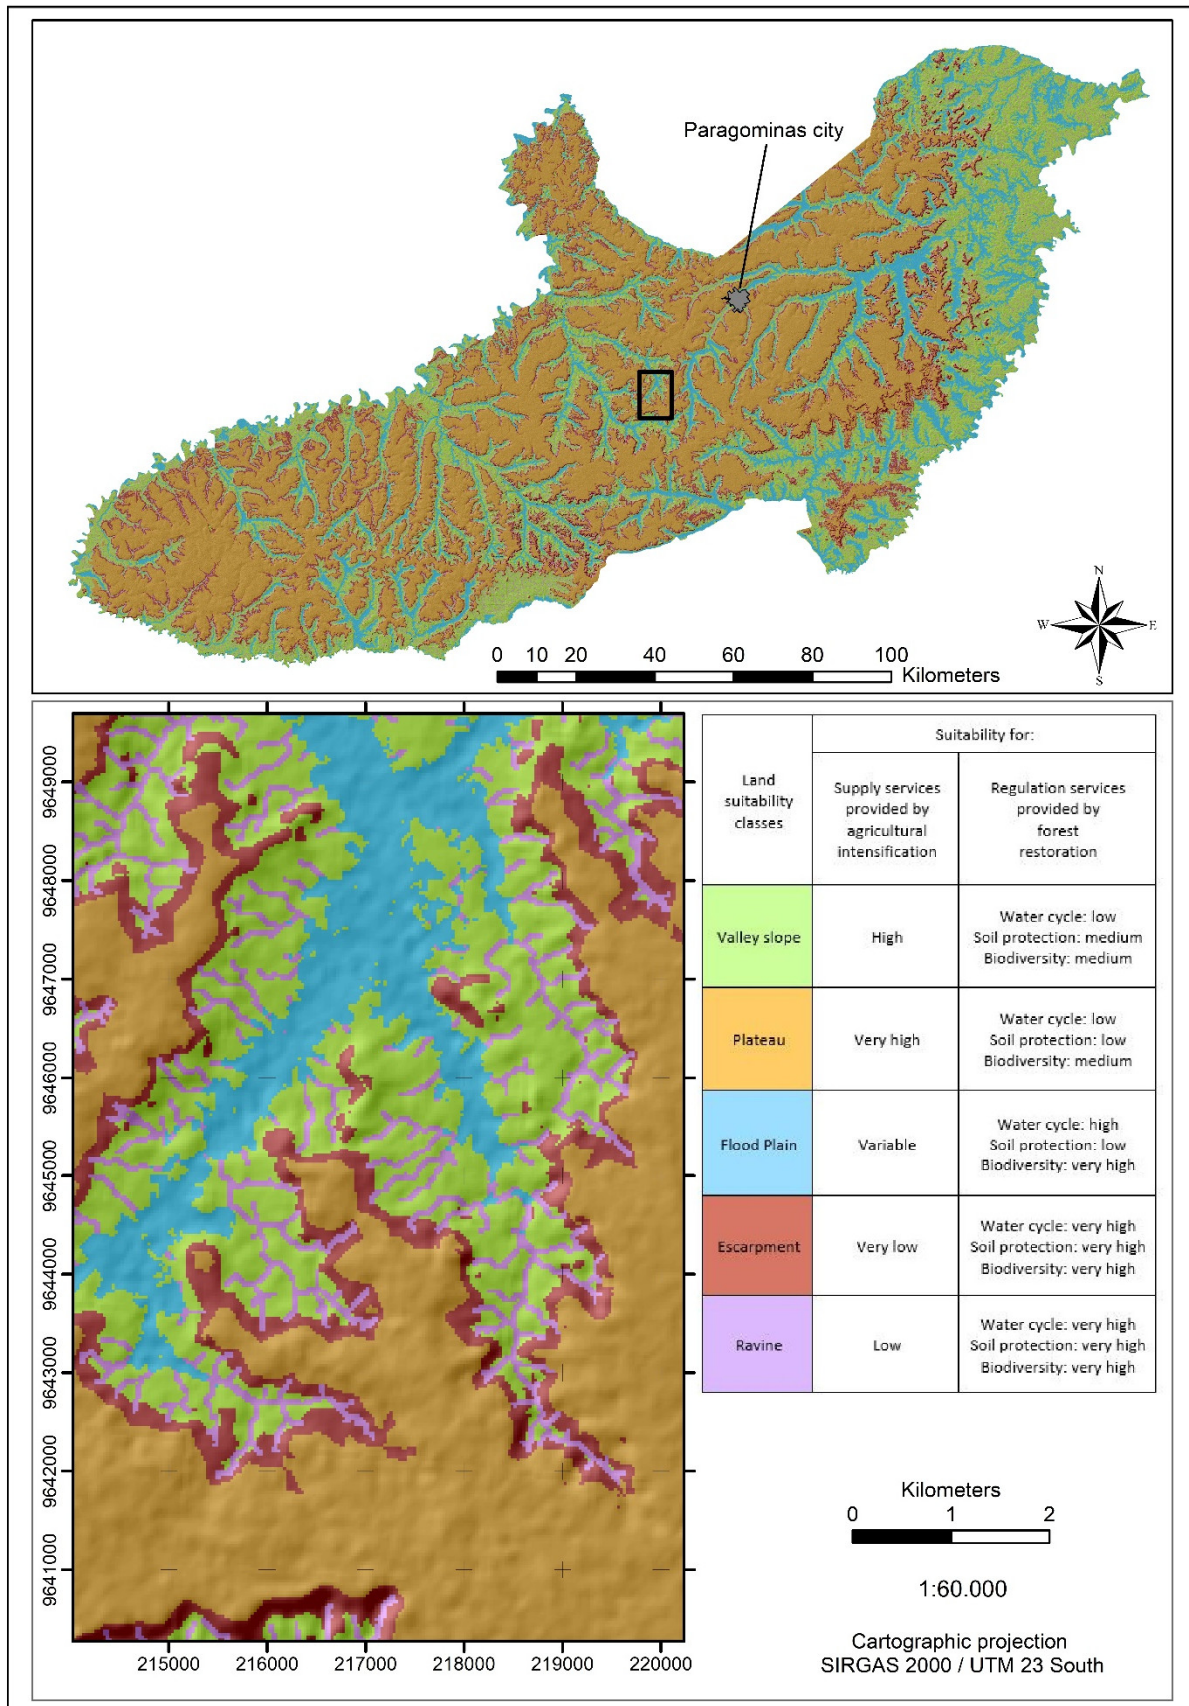 Paragominas city
N
W
E
S
0 10 20 40 60 80 100
Kilometers
9649000
9648000
9647000
9646000
9645000
9644000
9643000
9642000
9641000
215000 216000 217000 218000 219000 220000
Land
suitability
classes
Suitability for:
Supply services
provided by
agricultural
intensification
Regulation services
provided by
forest
restoration
Valley slope
High
Water cycle: low
Soil protection: medium
Biodiversity: medium
Plateau
Very high
Water cycle: low
Soil protection: low
Biodiversity: medium
Flood Plain
Variable
Water cycle: high
Soil protection: low
Biodiversity: very high
Escarpment
Very low
Water cycle: very high
Soil protection: very high
Biodiversity: very high
Ravine
Low
Water cycle: very high
Soil protection: very high
Biodiversity: very high
Kilometers
0 1 2
1:60.000
Cartographic projection
SIRGAS 2000 / UTM 23 South